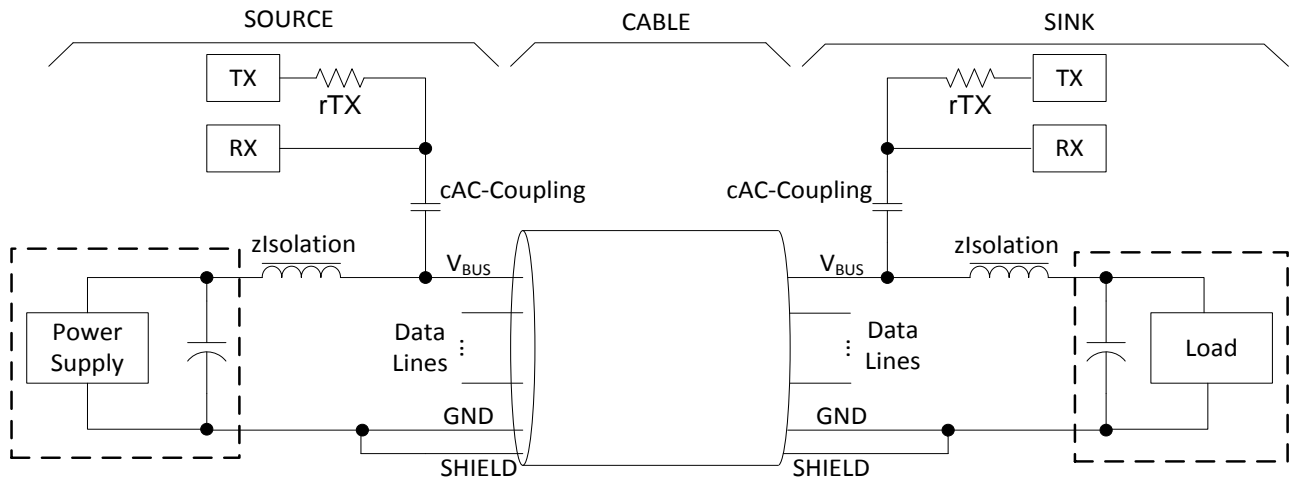 SOURCE
CABLE
SINK
TX
rTX
rTX
TX
RX
RX
cAC-Coupling
cAC-Coupling
zIsolation
zIsolation
VBUS
VBUS
Power
Supply
Data
Lines
...
Data
Lines
...
Load
GND
GND
SHIELD
SHIELD